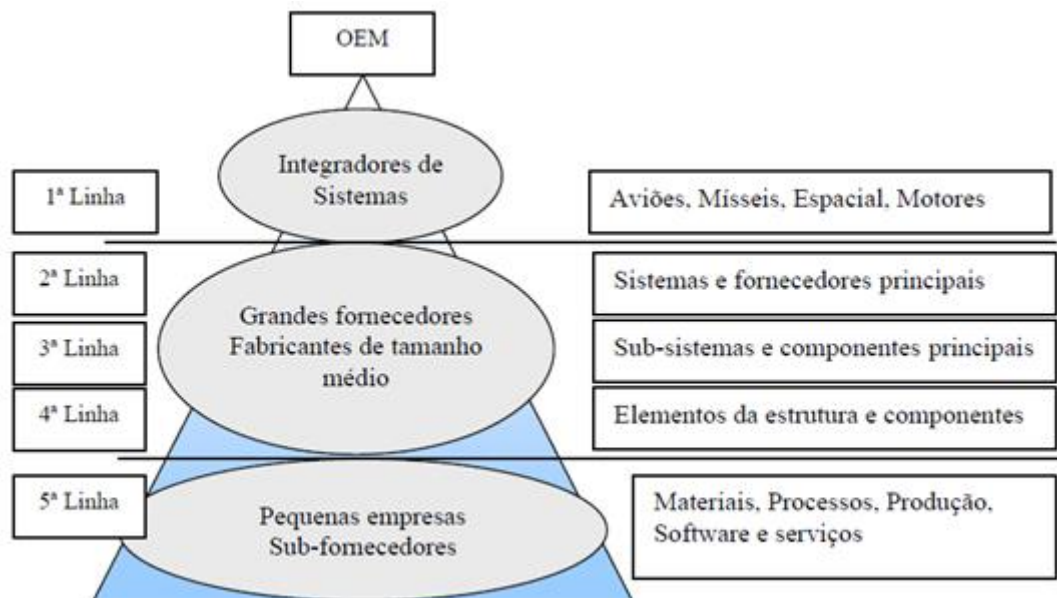 OEM
Integradores de
Sistemas
1ª Linha
Aviões, Mísseis, Espacial, Motores
2ª Linha
Sistemas e fornecedores principais
Grandes fornecedores
Fabricantes de tamanho
médio
3ª Linha
Sub-sistemas e componentes principais
4ª Linha
Elementos da estrutura e componentes
5ª Linha
Pequenas empresas
Sub-fornecedores
Materiais, Processos, Produção,
Software e serviços